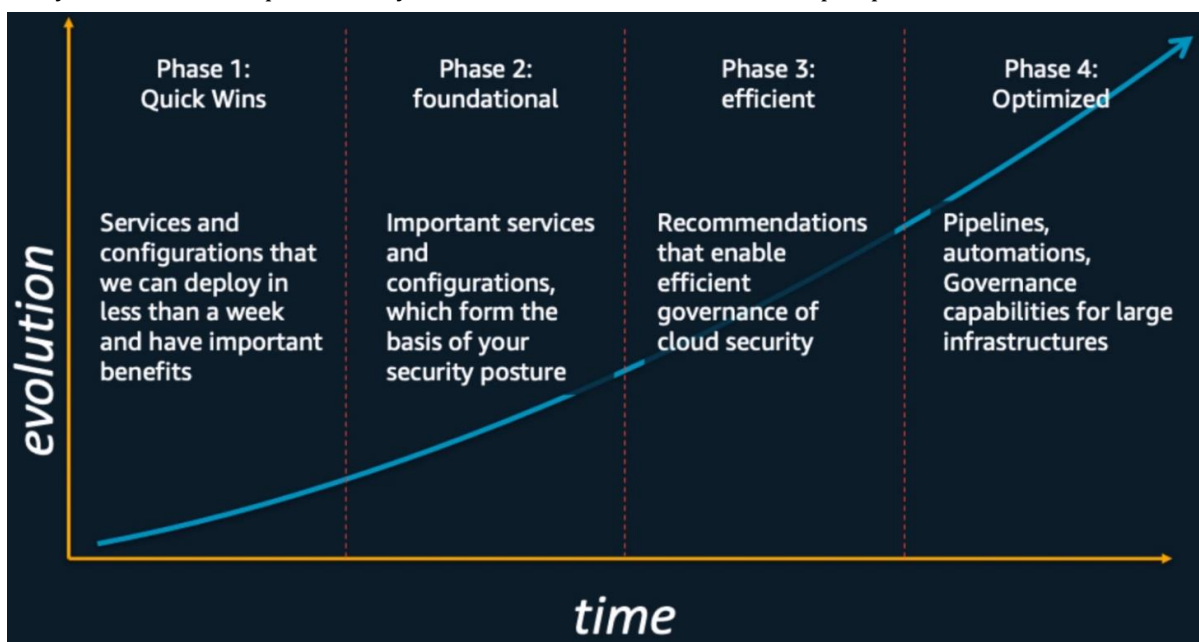 Phase 1:
Quick Wins
Phase 2:
foundational
Phase 3:
efficient
Phase 4:
Optimized
Services and
configurations that
we can deploy in
less than a week
and have important
benefits
Important services
and
configurations,
which form the
basis of your
security posture
Recommendations
that enable
efficient
governance of
cloud security
Pipelines,
automations,
Governance
capabilities for large
infrastructures
evolution
time